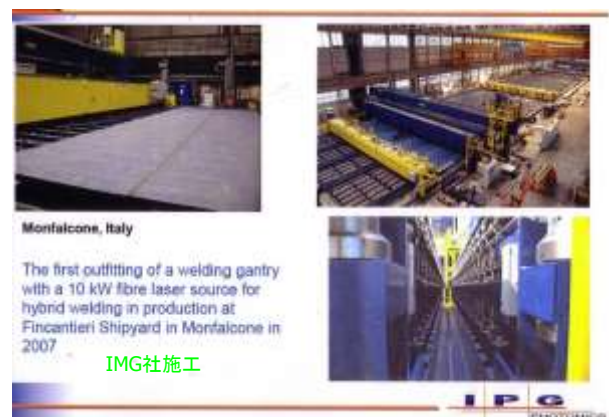 Monfalcone, Italy
The first outfitting of a welding gantry
with a 10 kW fibre laser source for
hybrid welding in production at
Fincantieri Shipyard in Monfalcone in
2007
IMG社施工
IPG